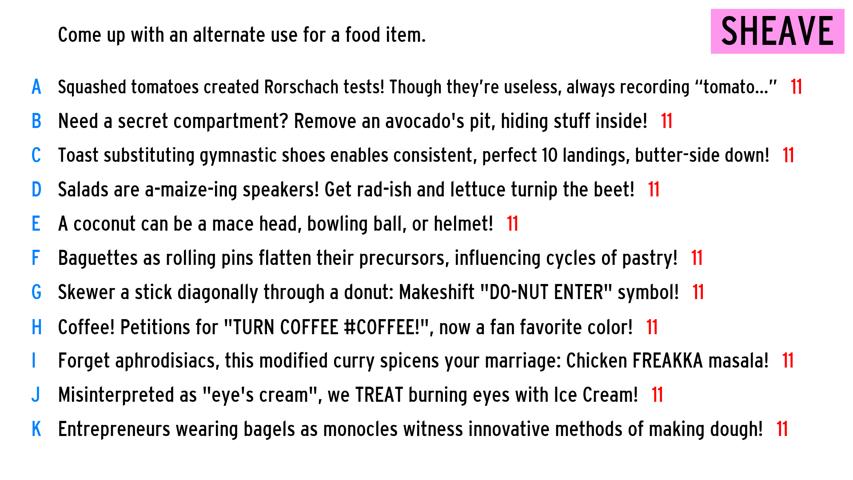 Come up with an alternate use for a food item.
SHEAVE
A Squashed tomatoes created Rorschach tests! Though they're useless, always recording “tomato...” 11
B Need a secret compartment? Remove an avocado's pit, hiding stuff inside! 11
C Toast substituting gymnastic shoes enables consistent, perfect 10 landings, butter-side down! 11
D Salads are a-maize-ing speakers! Get rad-ish and lettuce turnip the beet! 11
E A coconut can be a mace head, bowling ball, or helmet! 11
F Baguettes as rolling pins flatten their precursors, influencing cycles of pastry! 11
G Skewer a stick diagonally through a donut: Makeshift "DO-NUT ENTER" symbol! 11
H Coffee! Petitions for "TURN COFFEE #COFFEE!", now a fan favorite color! 11
I Forget aphrodisiacs, this modified curry spicens your marriage: Chicken FREAKKA masala! 11
J Misinterpreted as "eye's cream", we TREAT burning eyes with Ice Cream! 11
K Entrepreneurs wearing bagels as monocles witness innovative methods of making dough! 11